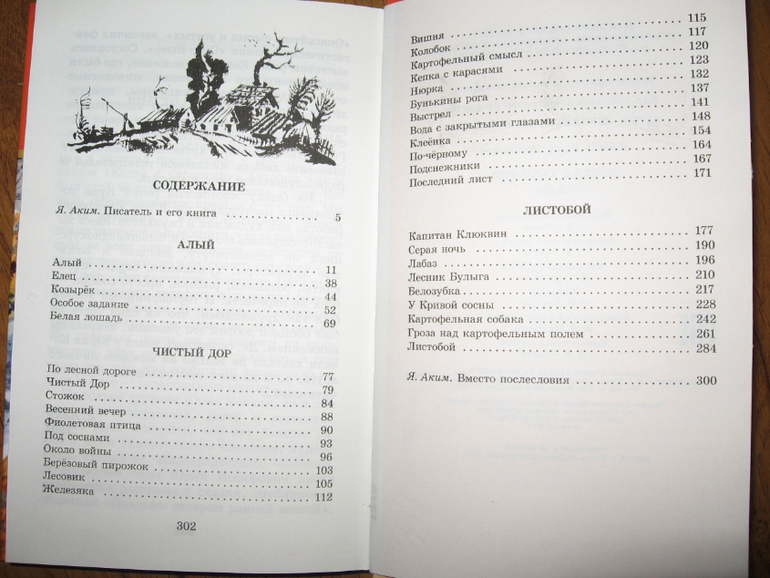 СОДЕРЖАНИЕ
Я. Аким. Писатель и его книга .................. 5
АЛЫЙ
Алый .................. 11
Елец .................. 38
Козырёк .................. 44
Особое задание .................. 52
Белая лошадь .................. 69
ЧИСТЫЙ ДОР
По лесной дороге .................. 77
Чистый Дор .................. 79
Стожок .................. 84
Весенний вечер .................. 88
Фиолетовая птица .................. 90
Под соснами .................. 93
Около войны .................. 96
Берёзовый пирожок .................. 103
Лесовик .................. 105
Железяка .................. 112
302
Вишня .................. 115
Колобок .................. 117
Картофельный смысл .................. 120
Кепка с карасями .................. 123
Нюрка .................. 132
Бунькины рога .................. 137
Выстрел .................. 141
Вода с закрытыми глазами .................. 148
Клеёнка .................. 154
По-чёрному .................. 164
Подснежники .................. 167
Последний лист .................. 171
ЛИСТОБОЙ
Капитан Клюквин .................. 177
Серая ночь .................. 190
Лабаз .................. 196
Лесник Булыга .................. 210
Белозубка .................. 217
У Кривой сосны .................. 228
Картофельная собака .................. 242
Гроза над картофельным полем .................. 261
Листобой .................. 284
Я. Аким. Вместо послесловия .................. 300